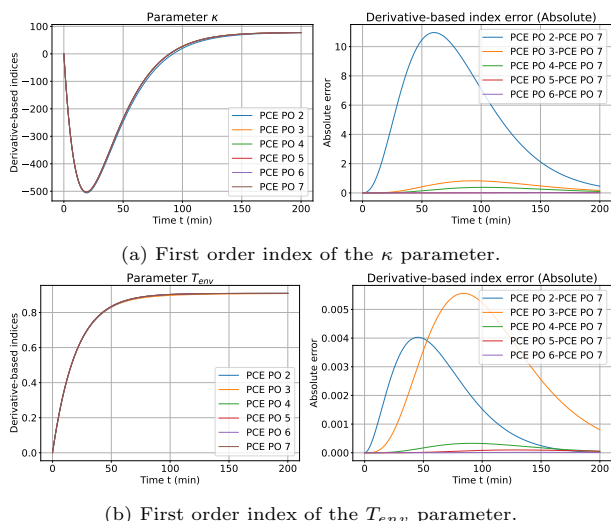 Parameter κ
Derivative-based index error (Absolute)
100
0
−100
−200
−300
−400
−500
Derivative-based indices
PCE PO 2
PCE PO 3
PCE PO 4
PCE PO 5
PCE PO 6
PCE PO 7
0
50
100
150
200
Time t (min)
10
8
6
4
2
0
Absolute error
PCE PO 2-PCE PO 7
PCE PO 3-PCE PO 7
PCE PO 4-PCE PO 7
PCE PO 5-PCE PO 7
PCE PO 6-PCE PO 7
0
50
100
150
200
Time t (min)
(a) First order index of the κ parameter.
Parameter T_env
Derivative-based index error (Absolute)
0.8
0.6
0.4
0.2
0.0
Derivative-based indices
PCE PO 2
PCE PO 3
PCE PO 4
PCE PO 5
PCE PO 6
PCE PO 7
0
50
100
150
200
Time t (min)
0.005
0.004
0.003
0.002
0.001
0.000
Absolute error
PCE PO 2-PCE PO 7
PCE PO 3-PCE PO 7
PCE PO 4-PCE PO 7
PCE PO 5-PCE PO 7
PCE PO 6-PCE PO 7
0
50
100
150
200
Time t (min)
(b) First order index of the T_env parameter.